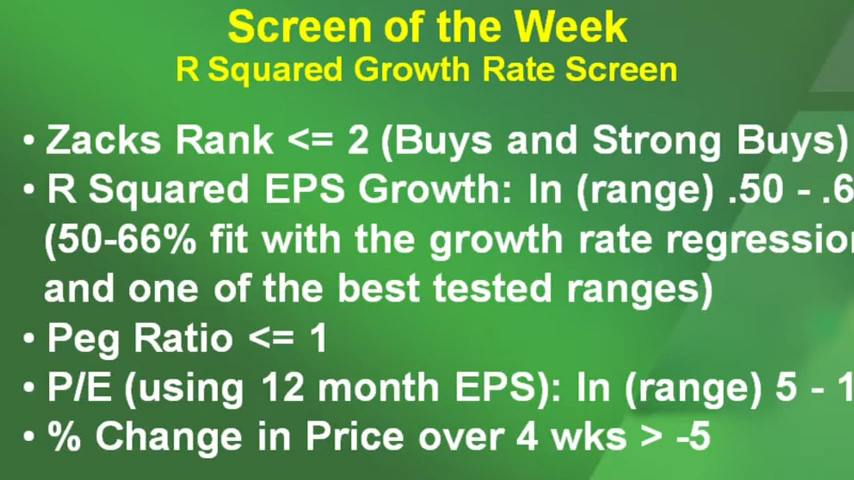 Screen of the Week
R Squared Growth Rate Screen
• Zacks Rank <= 2 (Buys and Strong Buys)
• R Squared EPS Growth: In (range) .50 - .6
(50-66% fit with the growth rate regression
and one of the best tested ranges)
• Peg Ratio <= 1
• P/E (using 12 month EPS): In (range) 5 - 1
• % Change in Price over 4 wks > -5